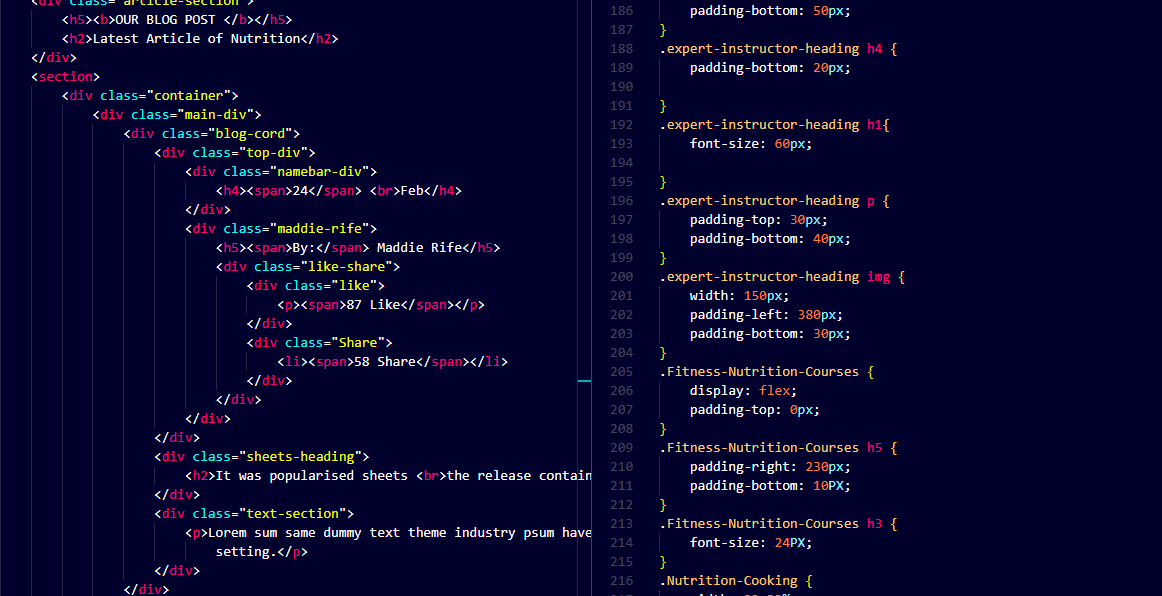 <div class="article-section">
<h5><b>OUR BLOG POST </b></h5>
<h2>Latest Article of Nutrition</h2>
</div>
<section>
<div class="container">
<div class="main-div">
<div class="blog-cord">
<div class="top-div">
<div class="namebar-div">
<h4><span>24</span> <br>Feb</h4>
</div>
<div class="maddie-rife">
<h5><span>By:</span> Maddie Rife</h5>
<div class="like-share">
<div class="like">
<p><span>87 Like</span></p>
</div>
<div class="Share">
<li><span>58 Share</span></li>
</div>
</div>
</div>
</div>
<div class="sheets-heading">
<h2>It was popularised sheets <br>the release contain
</div>
<div class="text-section">
<p>Lorem sum same dummy text theme industry psum have
setting.</p>
</div>
</div>
186 padding-bottom: 50px;
187 }
188 .expert-instructor-heading h4 {
189 padding-bottom: 20px;
190
191 }
192 .expert-instructor-heading h1{
193 font-size: 60px;
194
195 }
196 .expert-instructor-heading p {
197 padding-top: 30px;
198 padding-bottom: 40px;
199 }
200 .expert-instructor-heading img {
201 width: 150px;
202 padding-left: 380px;
203 padding-bottom: 30px;
204 }
205 .Fitness-Nutrition-Courses {
206 display: flex;
207 padding-top: 0px;
208 }
209 .Fitness-Nutrition-Courses h5 {
210 padding-right: 230px;
211 padding-bottom: 10PX;
212 }
213 .Fitness-Nutrition-Courses h3 {
214 font-size: 24PX;
215 }
216 .Nutrition-Cooking {